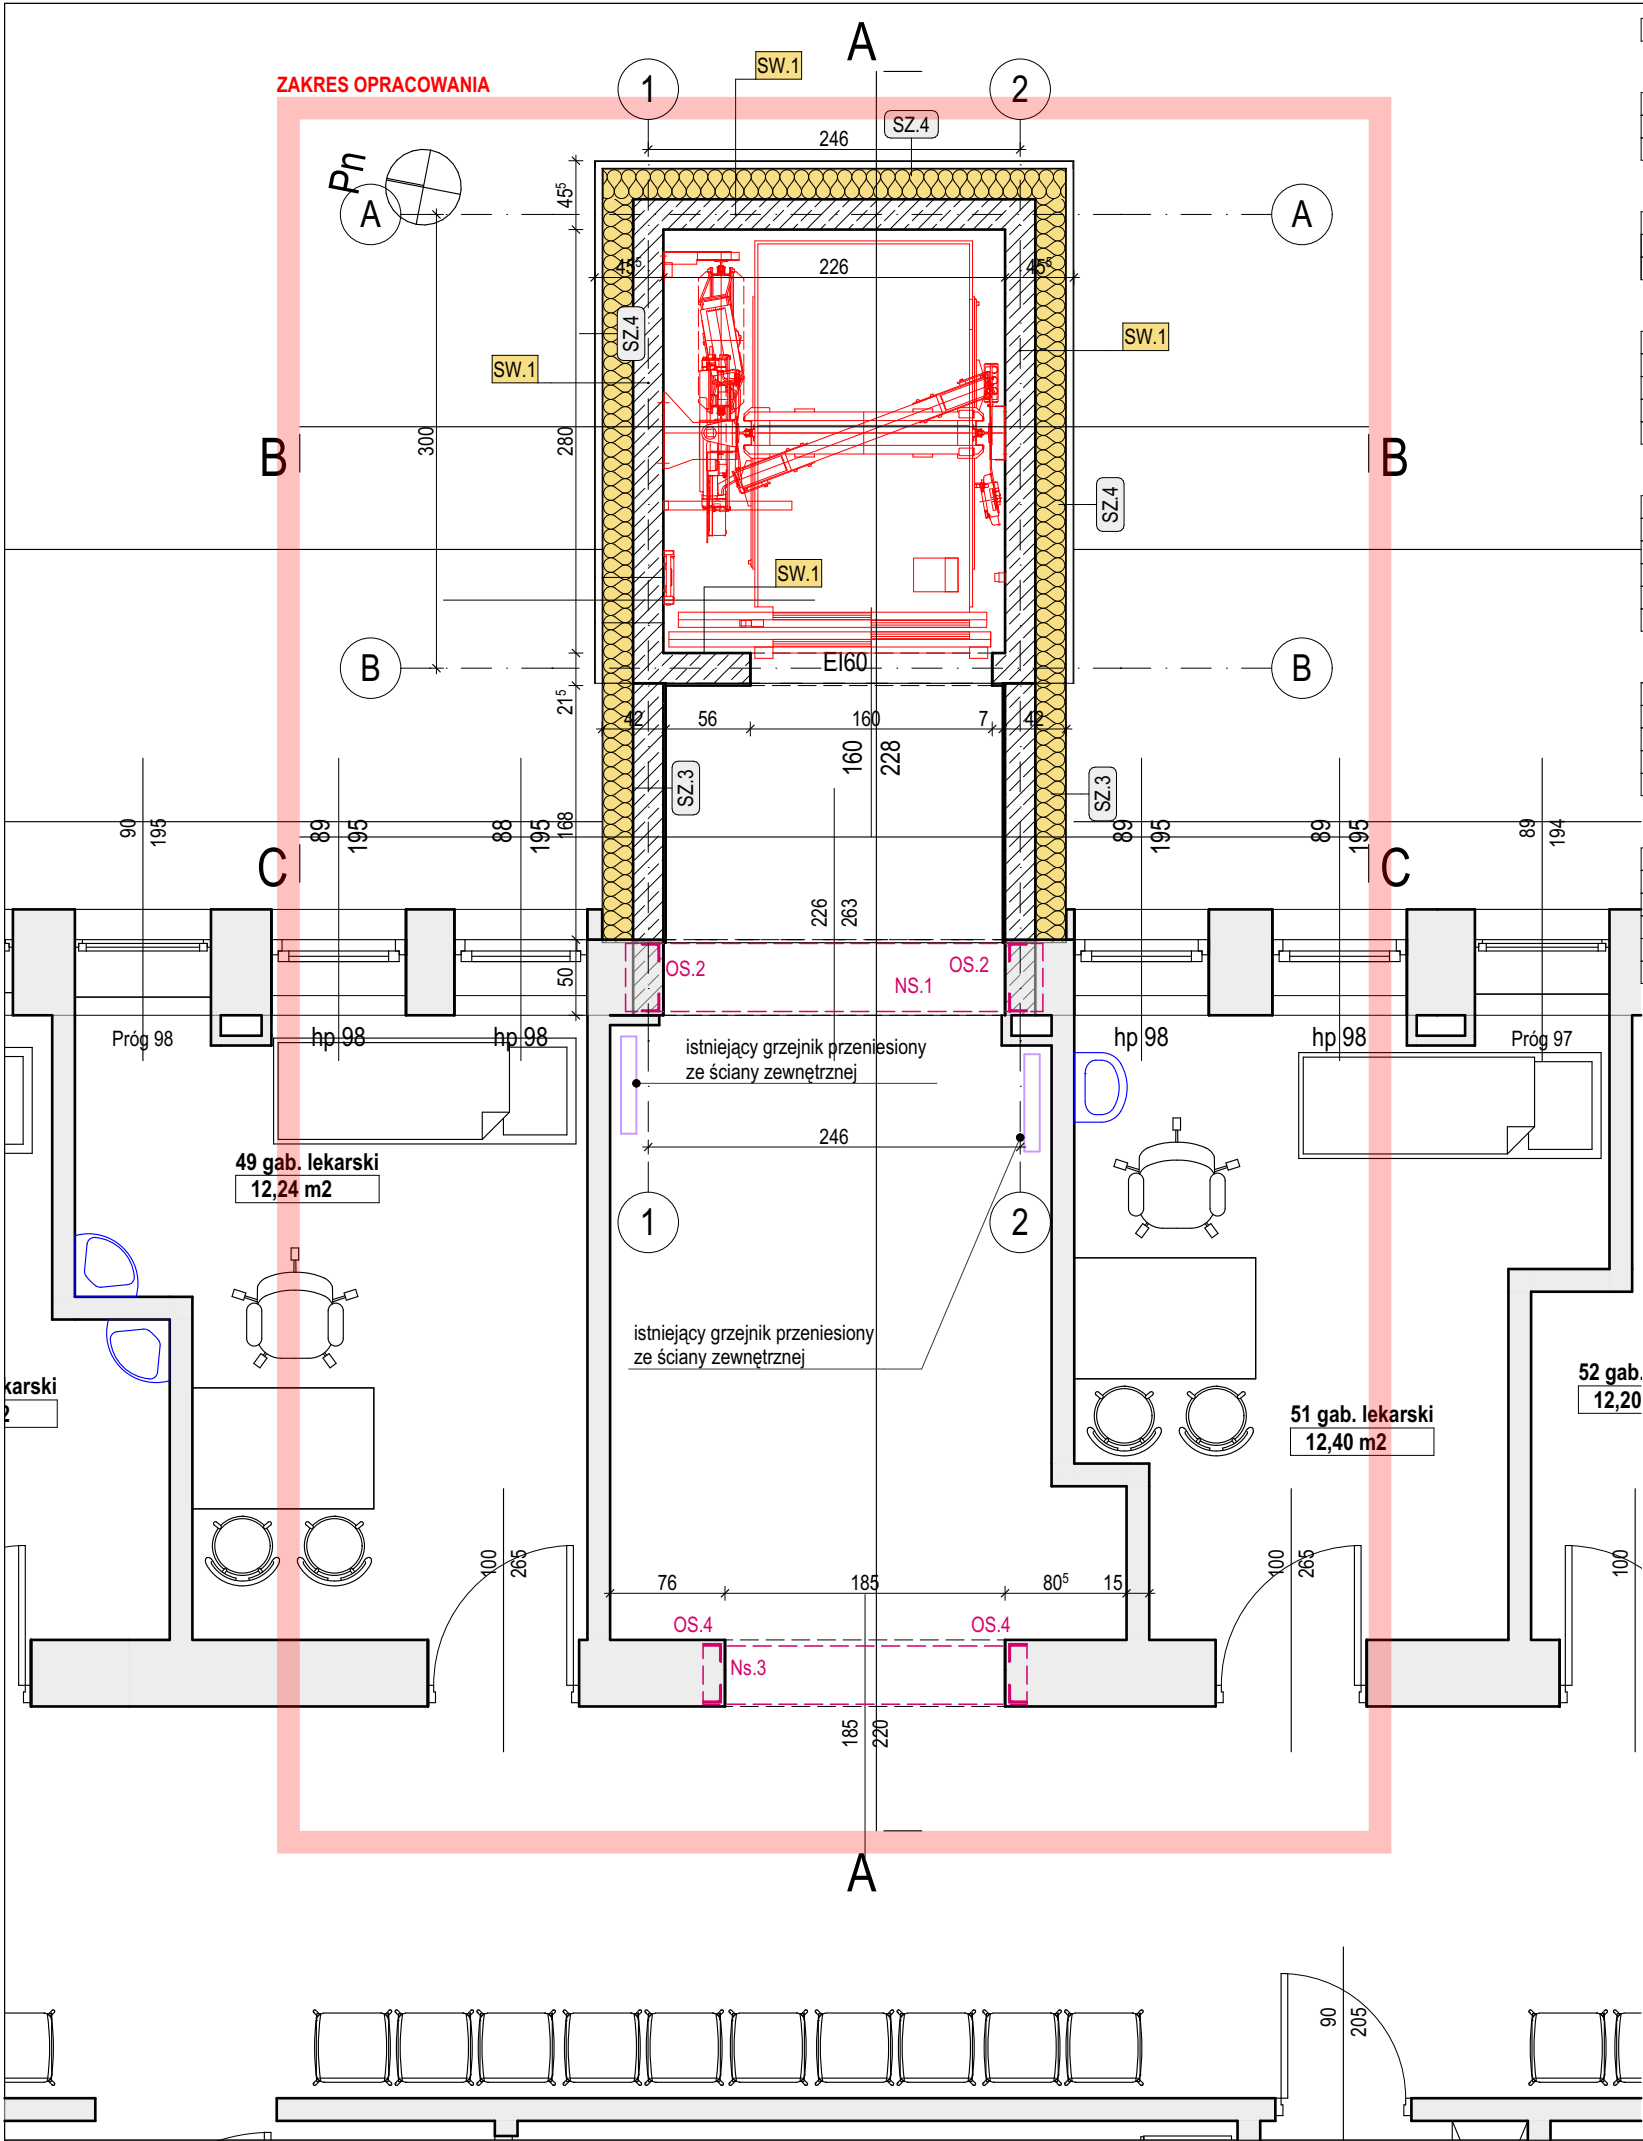 A
SW.1
ZAKRES OPRACOWANIA
1
2
SZ.4
246
Pn
45⁵
A
A
45⁵
226
45⁵
SZ.4
SW.1
SW.1
300
280
B
B
SZ.4
SW.1
B
EI60
B
21⁵
42
56
160
7
42
160
228
SZ.3
SZ.3
90
195
89
195
88
195
168
89
195
89
195
89
194
C
C
226
263
OS.2
OS.2
50
NS.1
Próg 98
hp 98
hp 98
istniejący grzejnik przeniesiony
ze ściany zewnętrznej
hp 98
hp 98
Próg 97
246
49 gab. lekarski
12,24 m2
1
2
istniejący grzejnik przeniesiony
ze ściany zewnętrznej
karski
2
52 gab.
12,20
51 gab. lekarski
12,40 m2
100
265
100
265
100
76
185
80⁵
15
OS.4
OS.4
Ns.3
185
220
A
90
205